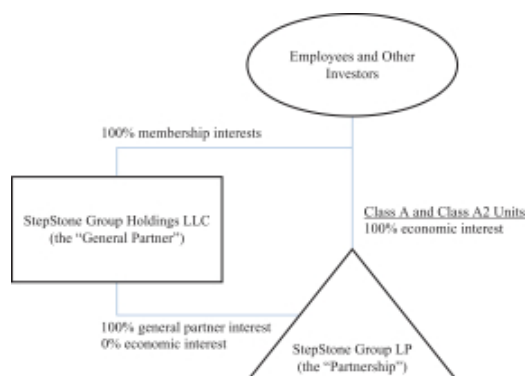 Employees and Other
Investors
100% membership interests
StepStone Group Holdings LLC
(the “General Partner”)
Class A and Class A2 Units
100% economic interest
100% general partner interest
0% economic interest
StepStone Group LP
(the “Partnership”)